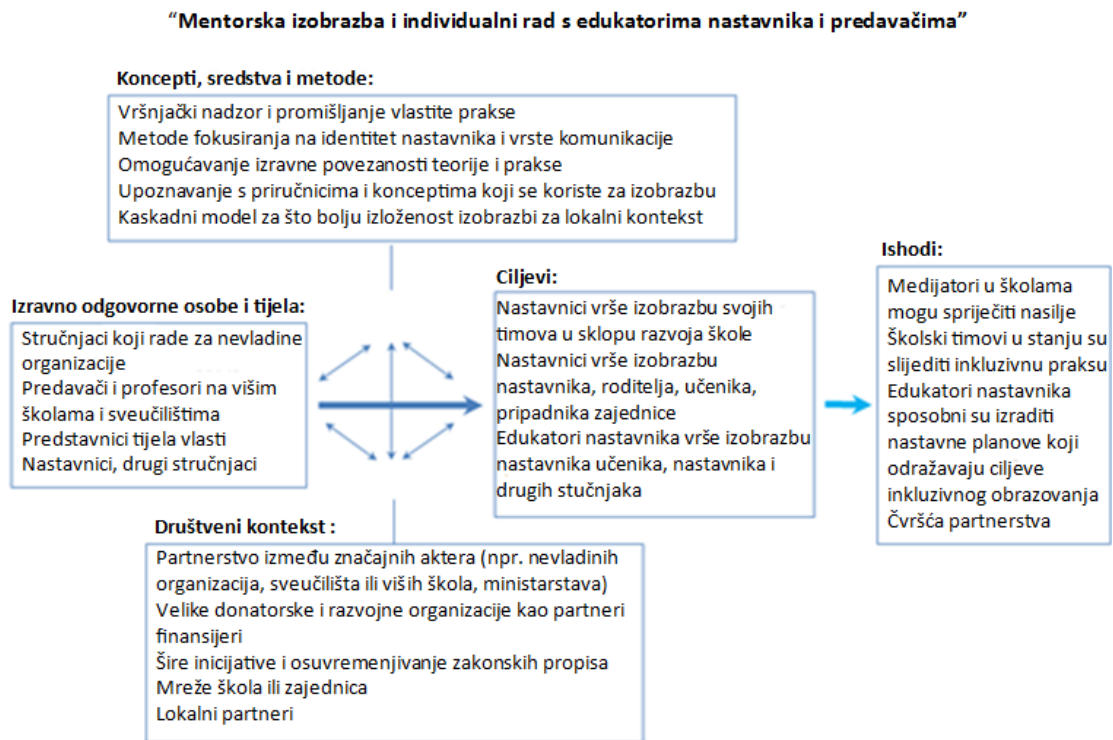 “Mentorska izobrazba i individualni rad s edukatorima nastavnika i predavačima”
Koncepti, sredstva i metode:
Vršnjački nadzor i promišljanje vlastite prakse
Metode fokusiranja na identitet nastavnika i vrste komunikacije
Omogućavanje izravne povezanosti teorije i prakse
Upoznavanje s priručnicima i konceptima koji se koriste za izobrazbu
Kaskadni model za što bolju izloženost izobrazbi za lokalni kontekst
Izravno odgovorne osobe i tijela:
Stručnjaci koji rade za nevladine
organizacije
Predavači i profesori na višim
školama i sveučilištima
Predstavnici tijela vlasti
Nastavnici, drugi stručnjaci
Ciljevi:
Nastavnici vrše izobrazbu svojih
timova u sklopu razvoja škole
Nastavnici vrše izobrazbu
nastavnika, roditelja, učenika,
pripadnika zajednice
Edukatori nastavnika vrše izobrazbu
nastavnika učenika, nastavnika i
drugih stučnjaka
Ishodi:
Medijatori u školama
mogu spriječiti nasilje
Školski timovi u stanju su
slijediti inkluzivnu praksu
Edukatori nastavnika
sposobni su izraditi
nastavne planove koji
odražavaju ciljeve
inkluzivnog obrazovanja
Čvršća partnerstva
Društveni kontekst :
Partnerstvo između značajnih aktera (npr. nevladinih
organizacija, sveučilišta ili viših škola, ministarstava)
Velike donatorske i razvojne organizacije kao partneri
finansijeri
Šire inicijative i osuvremenjivanje zakonskih propisa
Mreže škola ili zajednica
Lokalni partneri